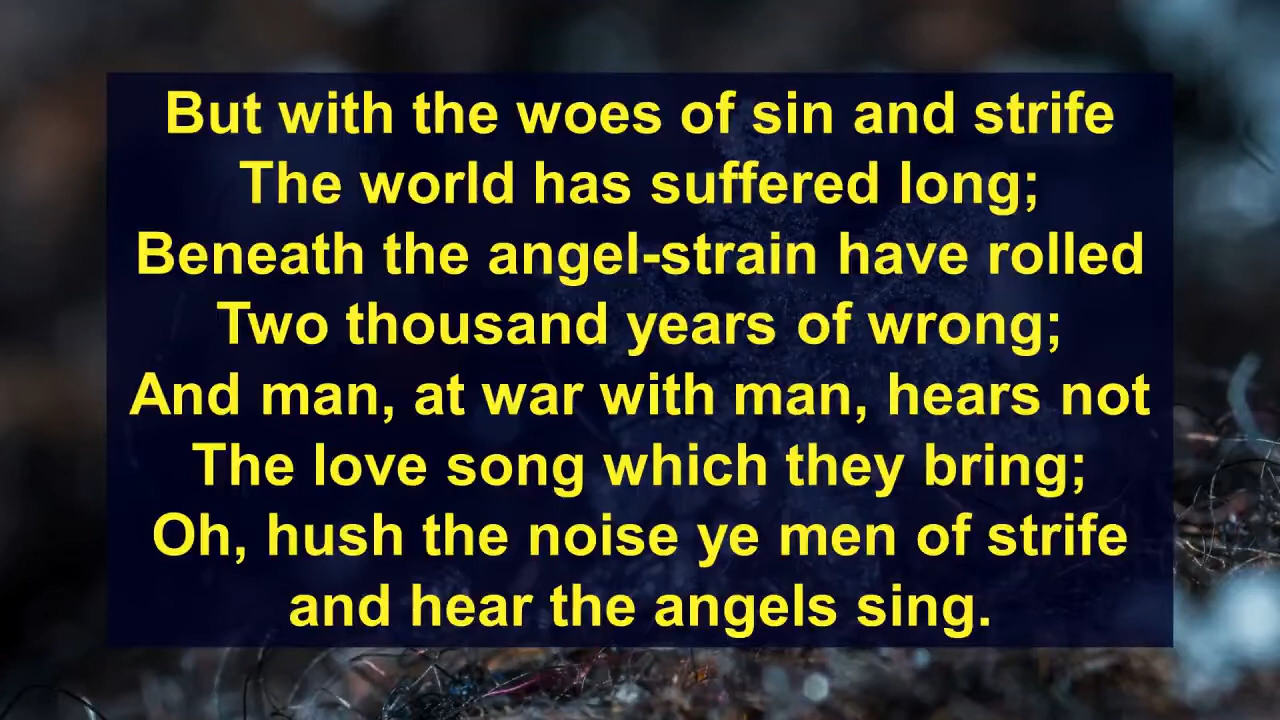 But with the woes of sin and strife
The world has suffered long;
Beneath the angel-strain have rolled
Two thousand years of wrong;
And man, at war with man, hears not
The love song which they bring;
Oh, hush the noise ye men of strife
and hear the angels sing.